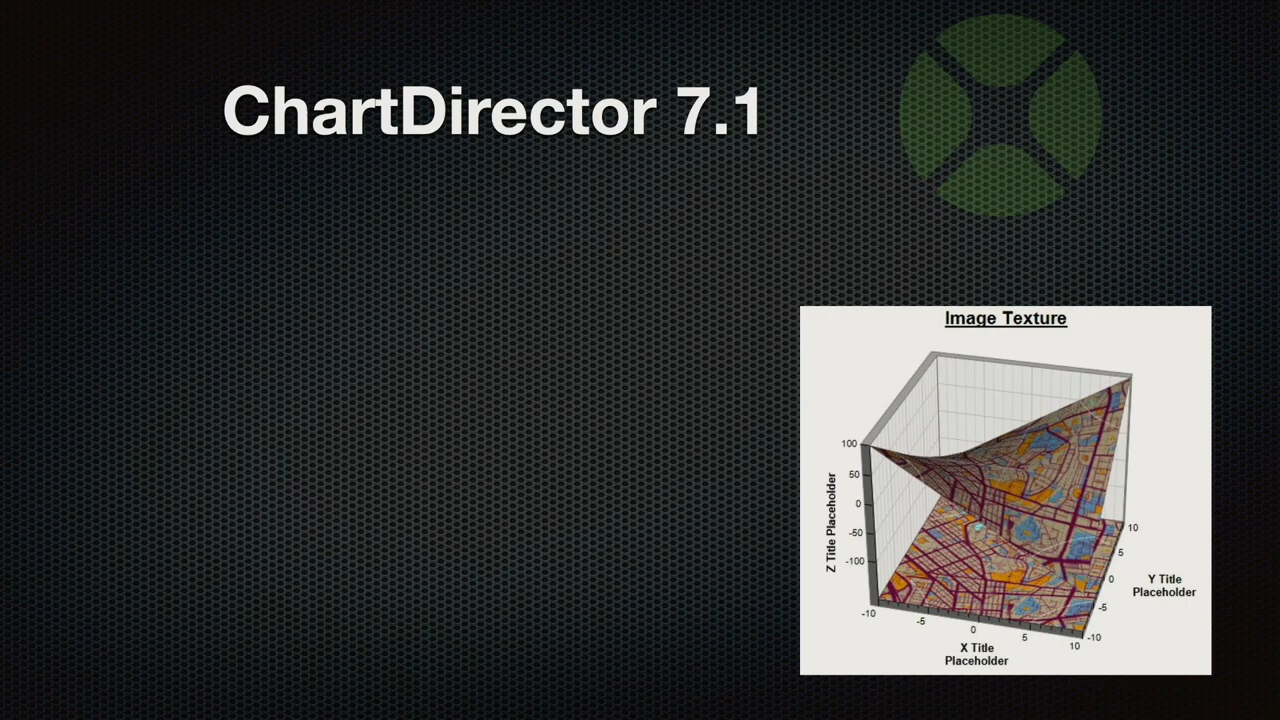 ChartDirector 7.1
Image Texture
100
50
0
-50
-100
Z Title Placeholder
-10
-5
0
5
10
X Title
Placeholder
10
5
0
-5
-10
Y Title
Placeholder